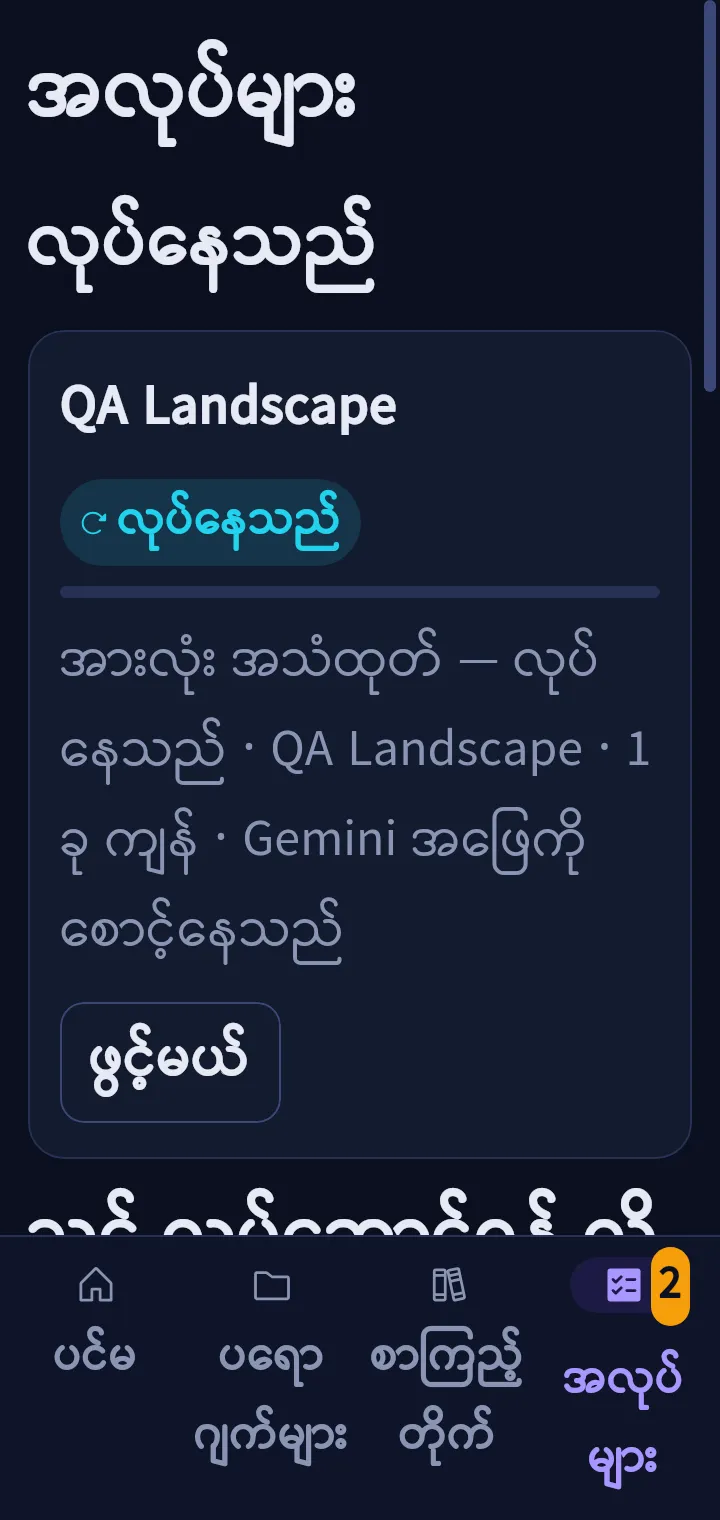 အလုပ်များ
လုပ်နေသည်
QA Landscape
လုပ်နေသည်
အားလုံး အသံထုတ် — လုပ်
နေသည် · QA Landscape · 1
ခု ကျန် · Gemini အဖြေကို
စောင့်နေသည်
ဖွင့်မယ်
2
ပင်မ
ပရော
ဂျက်များ
စာကြည့်
တိုက်
အလုပ်
များ